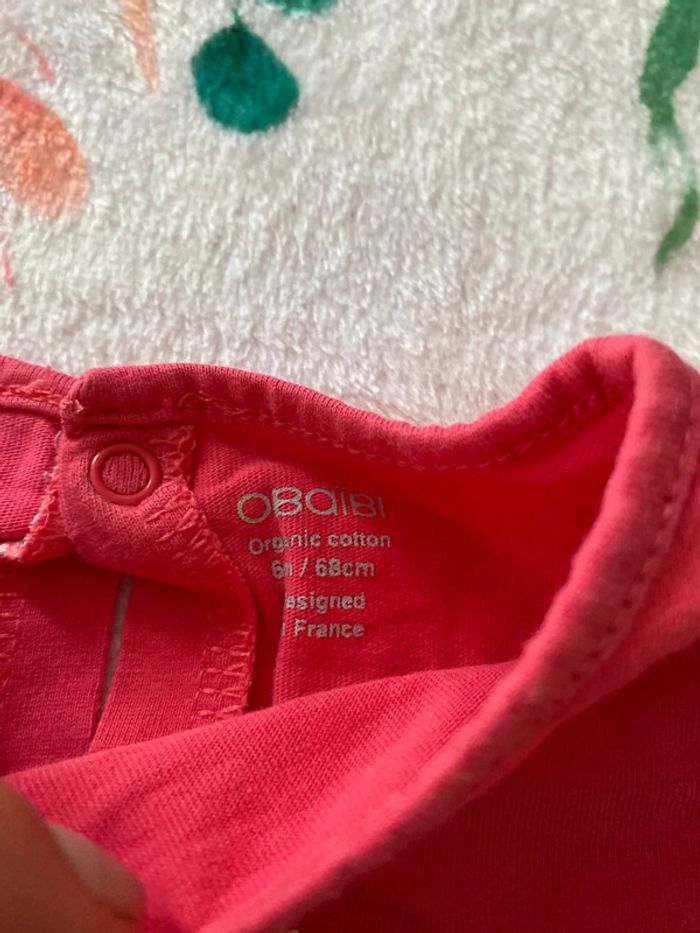 OBaïBI
Organic cotton
6m / 68cm
esigned
France